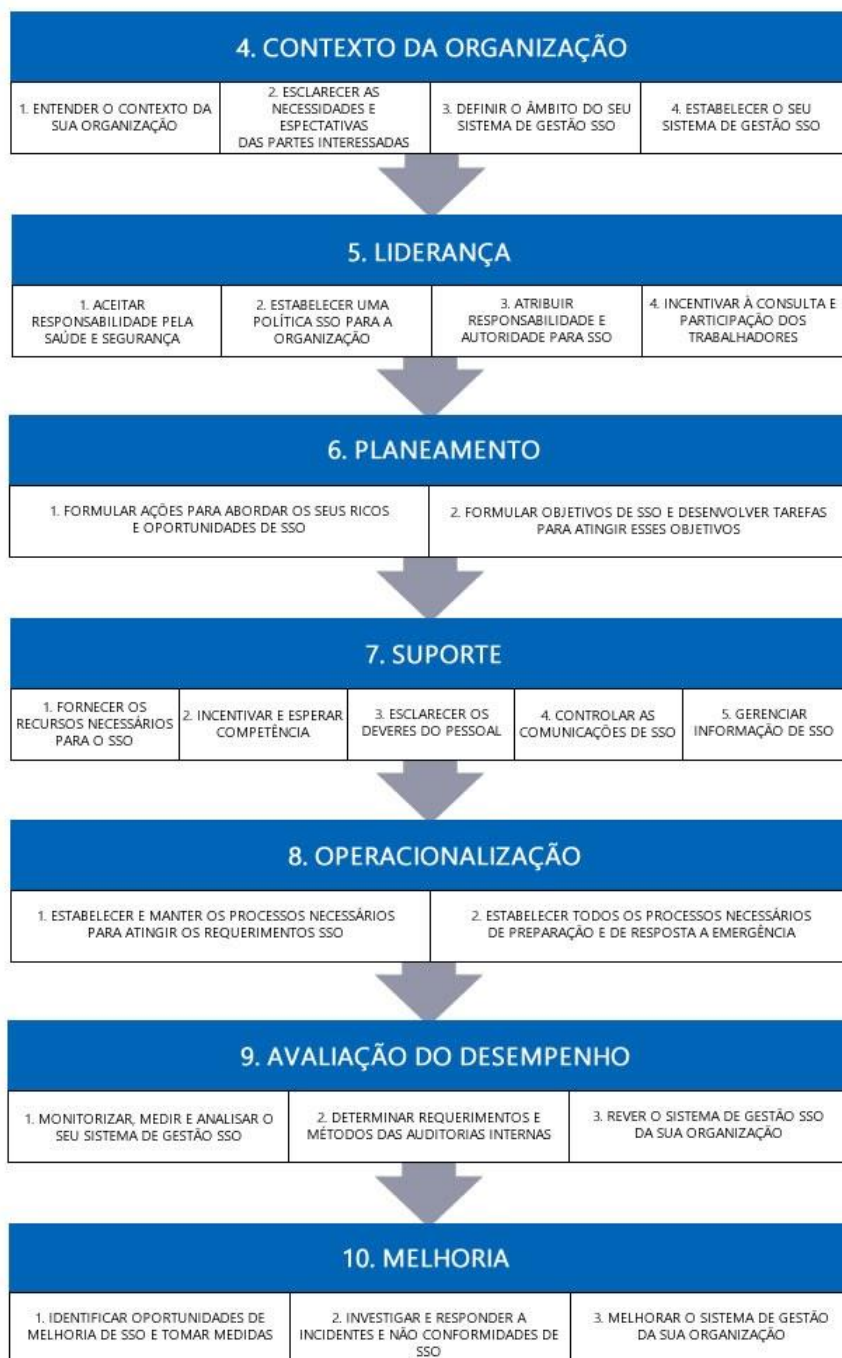 4. CONTEXTO DA ORGANIZAÇÃO
1. ENTENDER O CONTEXTO DA
SUA ORGANIZAÇÃO
2. ESCLARECER AS
NECESSIDADES E
ESPECTATIVAS
DAS PARTES INTERESSADAS
3. DEFINIR O ÂMBITO DO SEU
SISTEMA DE GESTÃO SSO
4. ESTABELECER O SEU
SISTEMA DE GESTÃO SSO
5. LIDERANÇA
1. ACEITAR
RESPONSABILIDADE PELA
SAÚDE E SEGURANÇA
2. ESTABELECER UMA
POLÍTICA SSO PARA A
ORGANIZAÇÃO
3. ATRIBUIR
RESPONSABILIDADE E
AUTORIDADE PARA SSO
4. INCENTIVAR À CONSULTA E
PARTICIPAÇÃO DOS
TRABALHADORES
6. PLANEAMENTO
1. FORMULAR AÇÕES PARA ABORDAR OS SEUS RICOS
E OPORTUNIDADES DE SSO
2. FORMULAR OBJETIVOS DE SSO E DESENVOLVER TAREFAS
PARA ATINGIR ESSES OBJETIVOS
7. SUPORTE
1. FORNECER OS
RECURSOS NECESSÁRIOS
PARA O SSO
2. INCENTIVAR E ESPERAR
COMPETÊNCIA
3. ESCLARECER OS
DEVERES DO PESSOAL
4. CONTROLAR AS
COMUNICAÇÕES DE SSO
5. GERENCIAR
INFORMAÇÃO DE SSO
8. OPERACIONALIZAÇÃO
1. ESTABELECER E MANTER OS PROCESSOS NECESSÁRIOS
PARA ATINGIR OS REQUERIMENTOS SSO
2. ESTABELECER TODOS OS PROCESSOS NECESSÁRIOS
DE PREPARAÇÃO E DE RESPOSTA A EMERGÊNCIA
9. AVALIAÇÃO DO DESEMPENHO
1. MONITORIZAR, MEDIR E ANALISAR O
SEU SISTEMA DE GESTÃO SSO
2. DETERMINAR REQUERIMENTOS E
MÉTODOS DAS AUDITORIAS INTERNAS
3. REVER O SISTEMA DE GESTÃO SSO
DA SUA ORGANIZAÇÃO
10. MELHORIA
1. IDENTIFICAR OPORTUNIDADES DE
MELHORIA DE SSO E TOMAR MEDIDAS
2. INVESTIGAR E RESPONDER A
INCIDENTES E NÃO CONFORMIDADES DE
SSO
3. MELHORAR O SISTEMA DE GESTÃO
DA SUA ORGANIZAÇÃO